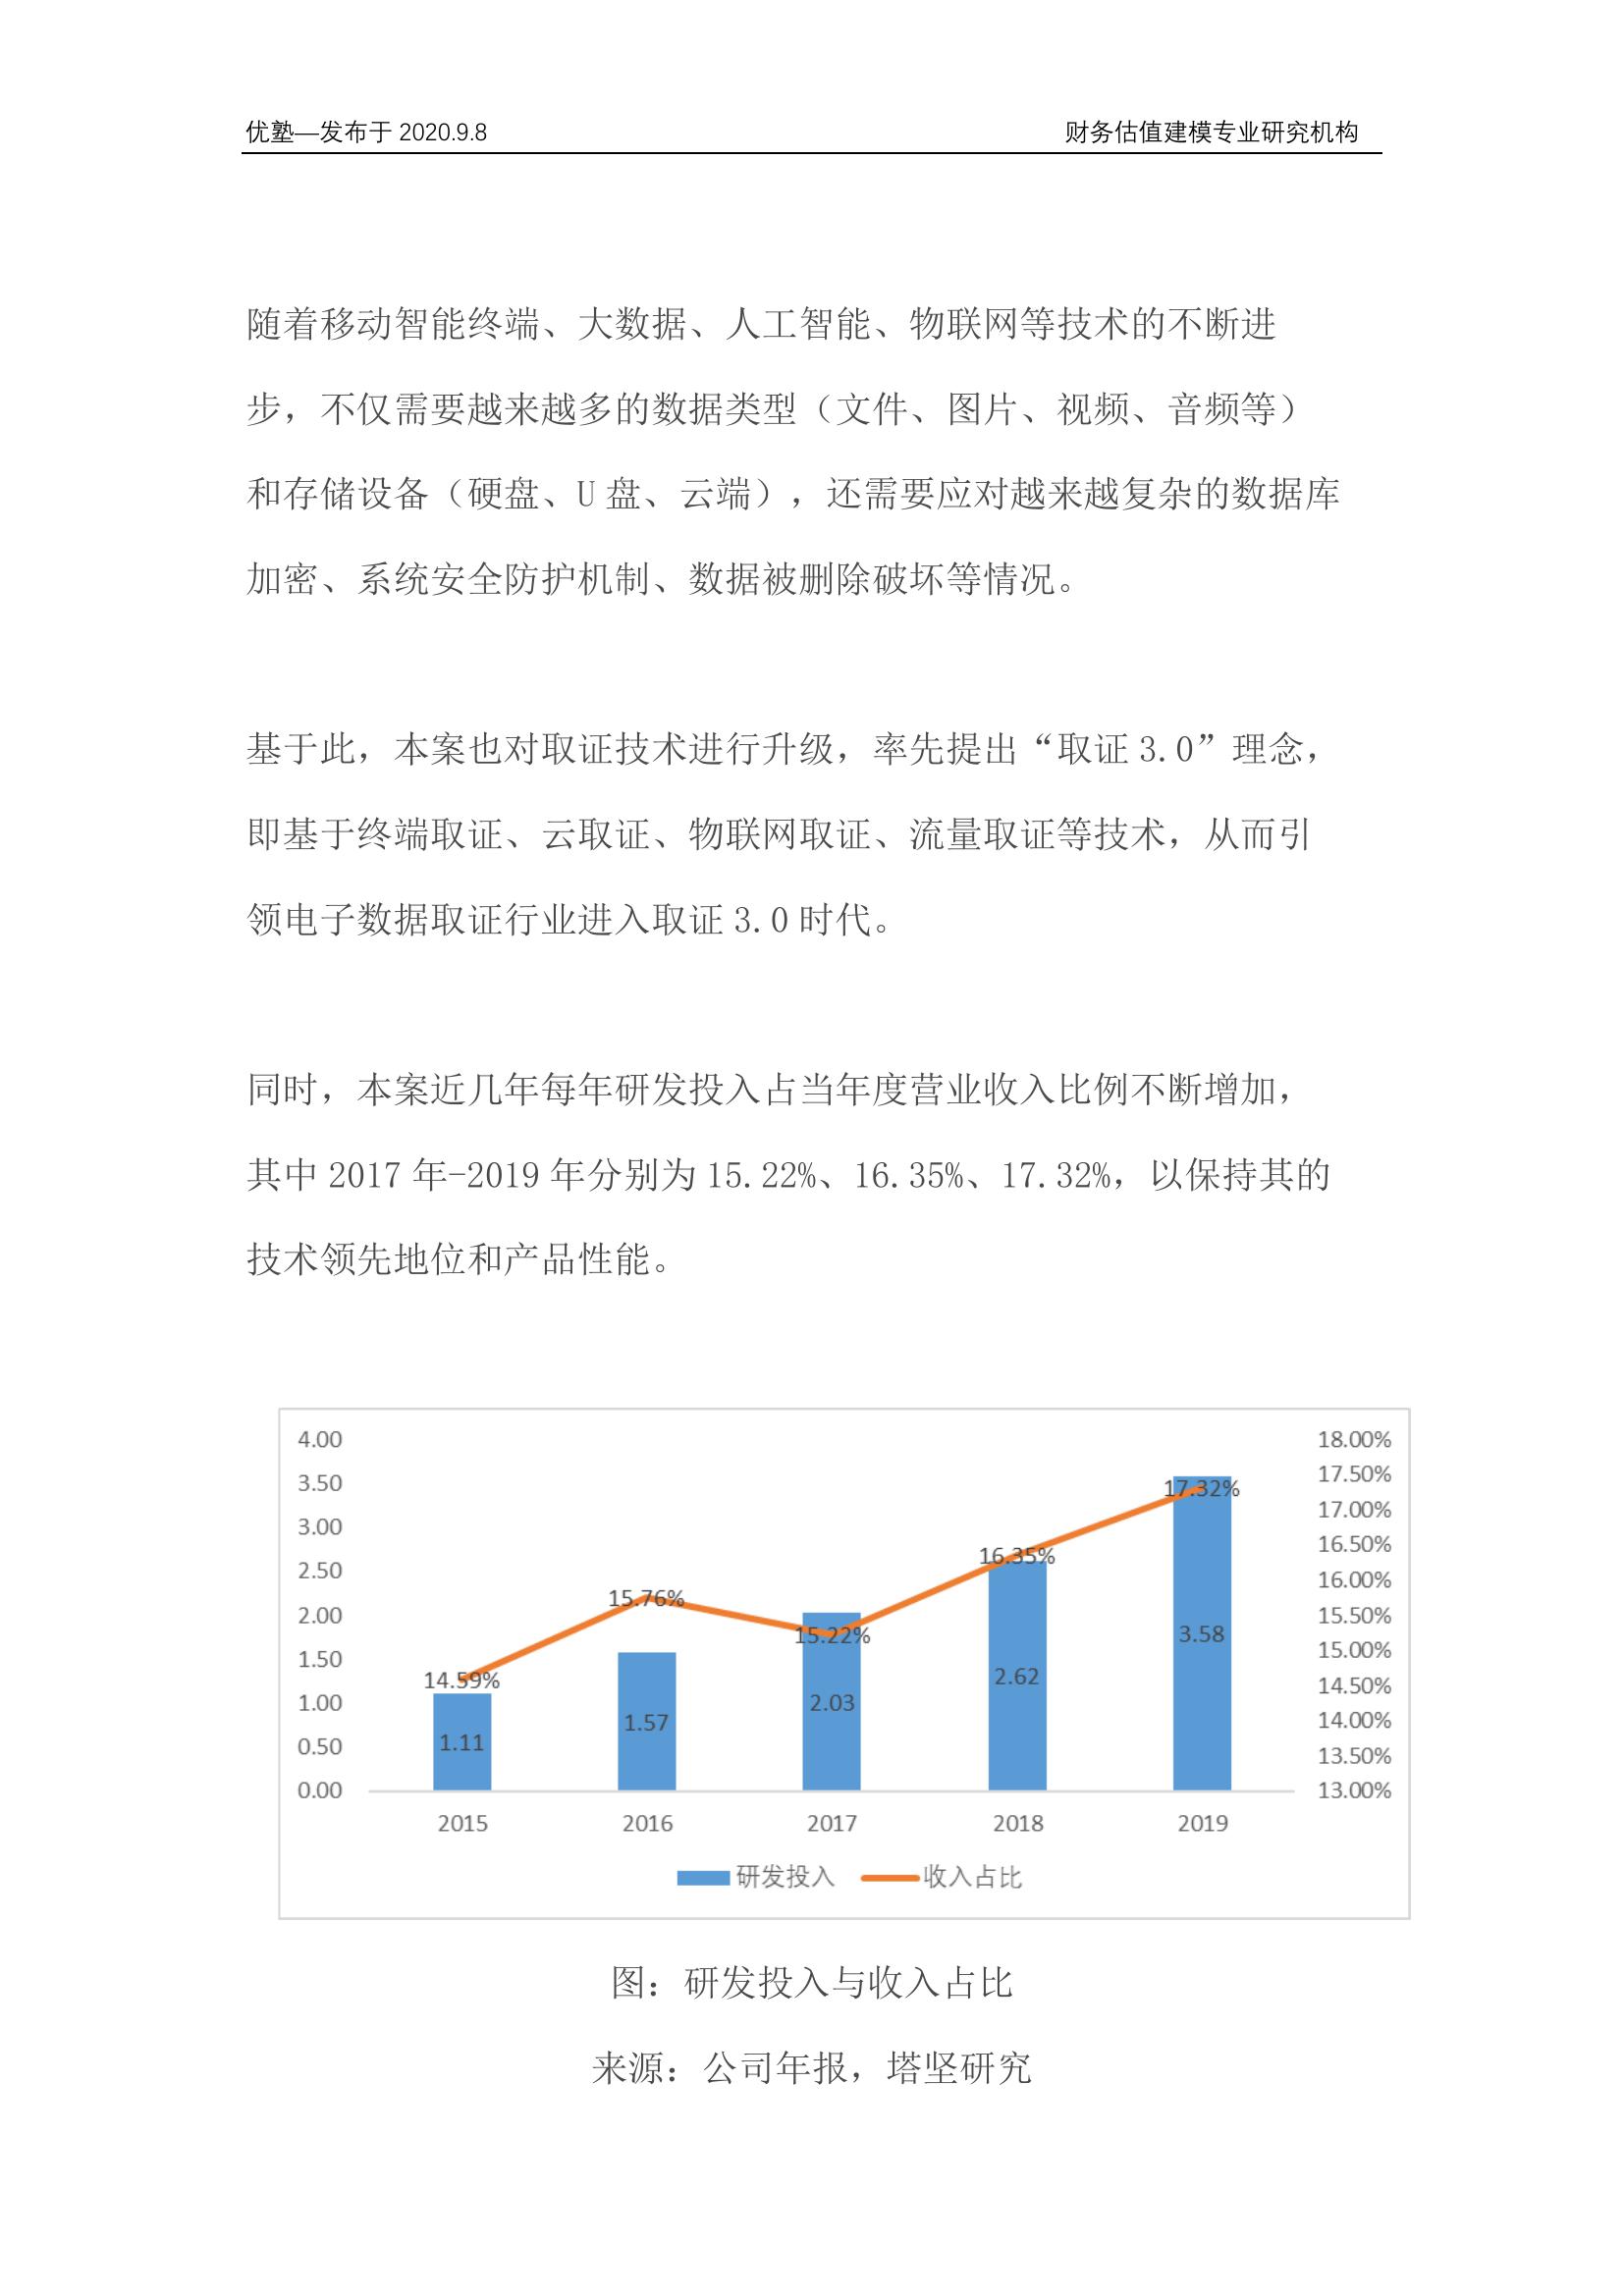 优塾—发布于 2020.9.8 财务估值建模专业研究机构
随着移动智能终端、大数据、人工智能、物联网等技术的不断进
步，不仅需要越来越多的数据类型（文件、图片、视频、音频等）
和存储设备（硬盘、U 盘、云端），还需要应对越来越复杂的数据库
加密、系统安全防护机制、数据被删除破坏等情况。
基于此，本案也对取证技术进行升级，率先提出“取证 3.0”理念，
即基于终端取证、云取证、物联网取证、流量取证等技术，从而引
领电子数据取证行业进入取证 3.0 时代。
同时，本案近几年每年研发投入占当年度营业收入比例不断增加，
其中 2017 年-2019 年分别为 15.22%、16.35%、17.32%，以保持其的
技术领先地位和产品性能。
4.00
3.50
3.00
2.50
2.00
1.50
1.00
0.50
0.00
14.59%
15.76%
15.22%
16.35%
17.32%
1.11
1.57
2.03
2.62
3.58
18.00%
17.50%
17.00%
16.50%
16.00%
15.50%
15.00%
14.50%
14.00%
13.50%
13.00%
2015 2016 2017 2018 2019
研发投入 收入占比
图：研发投入与收入占比
来源：公司年报，塔坚研究